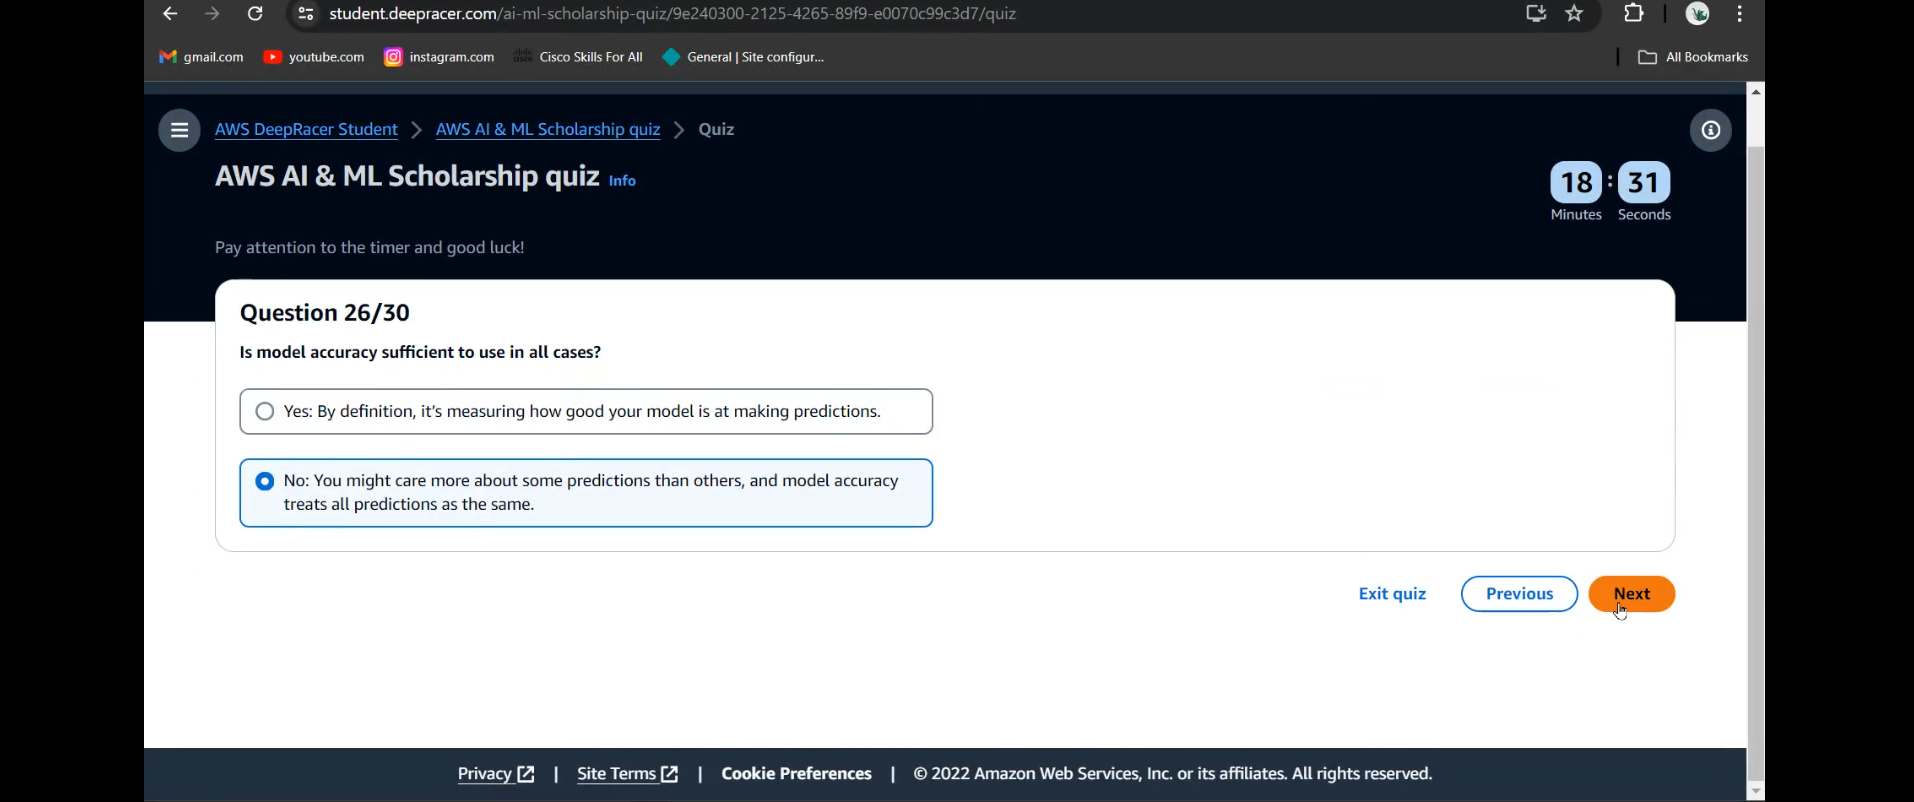 student.deepracer.com/ai-ml-scholarship-quiz/9e240300-2125-4265-89f9-e0070c99c3d7/quiz
gmail.com youtube.com instagram.com Cisco Skills For All General | Site configur... All Bookmarks
AWS DeepRacer Student > AWS AI & ML Scholarship quiz > Quiz
AWS AI & ML Scholarship quiz Info
18 : 31
Minutes Seconds
Pay attention to the timer and good luck!
Question 26/30
Is model accuracy sufficient to use in all cases?
Yes: By definition, it's measuring how good your model is at making predictions.
No: You might care more about some predictions than others, and model accuracy
treats all predictions as the same.
Exit quiz Previous Next
Privacy | Site Terms | Cookie Preferences | © 2022 Amazon Web Services, Inc. or its affiliates. All rights reserved.